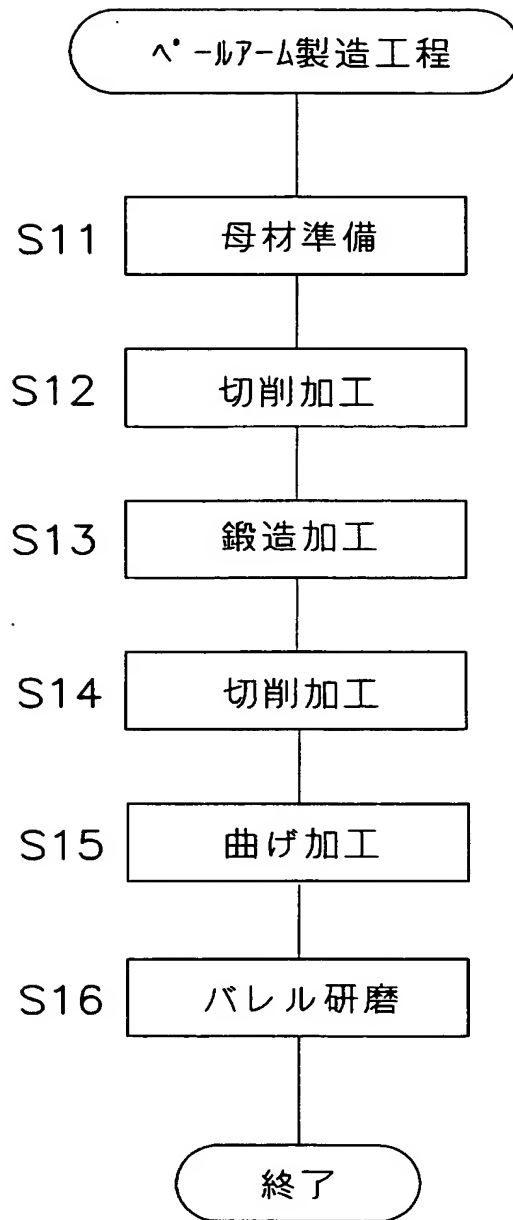 ペールアーム製造工程
S11 母材準備
S12 切削加工
S13 鍛造加工
S14 切削加工
S15 曲げ加工
S16 バレル研磨
終了